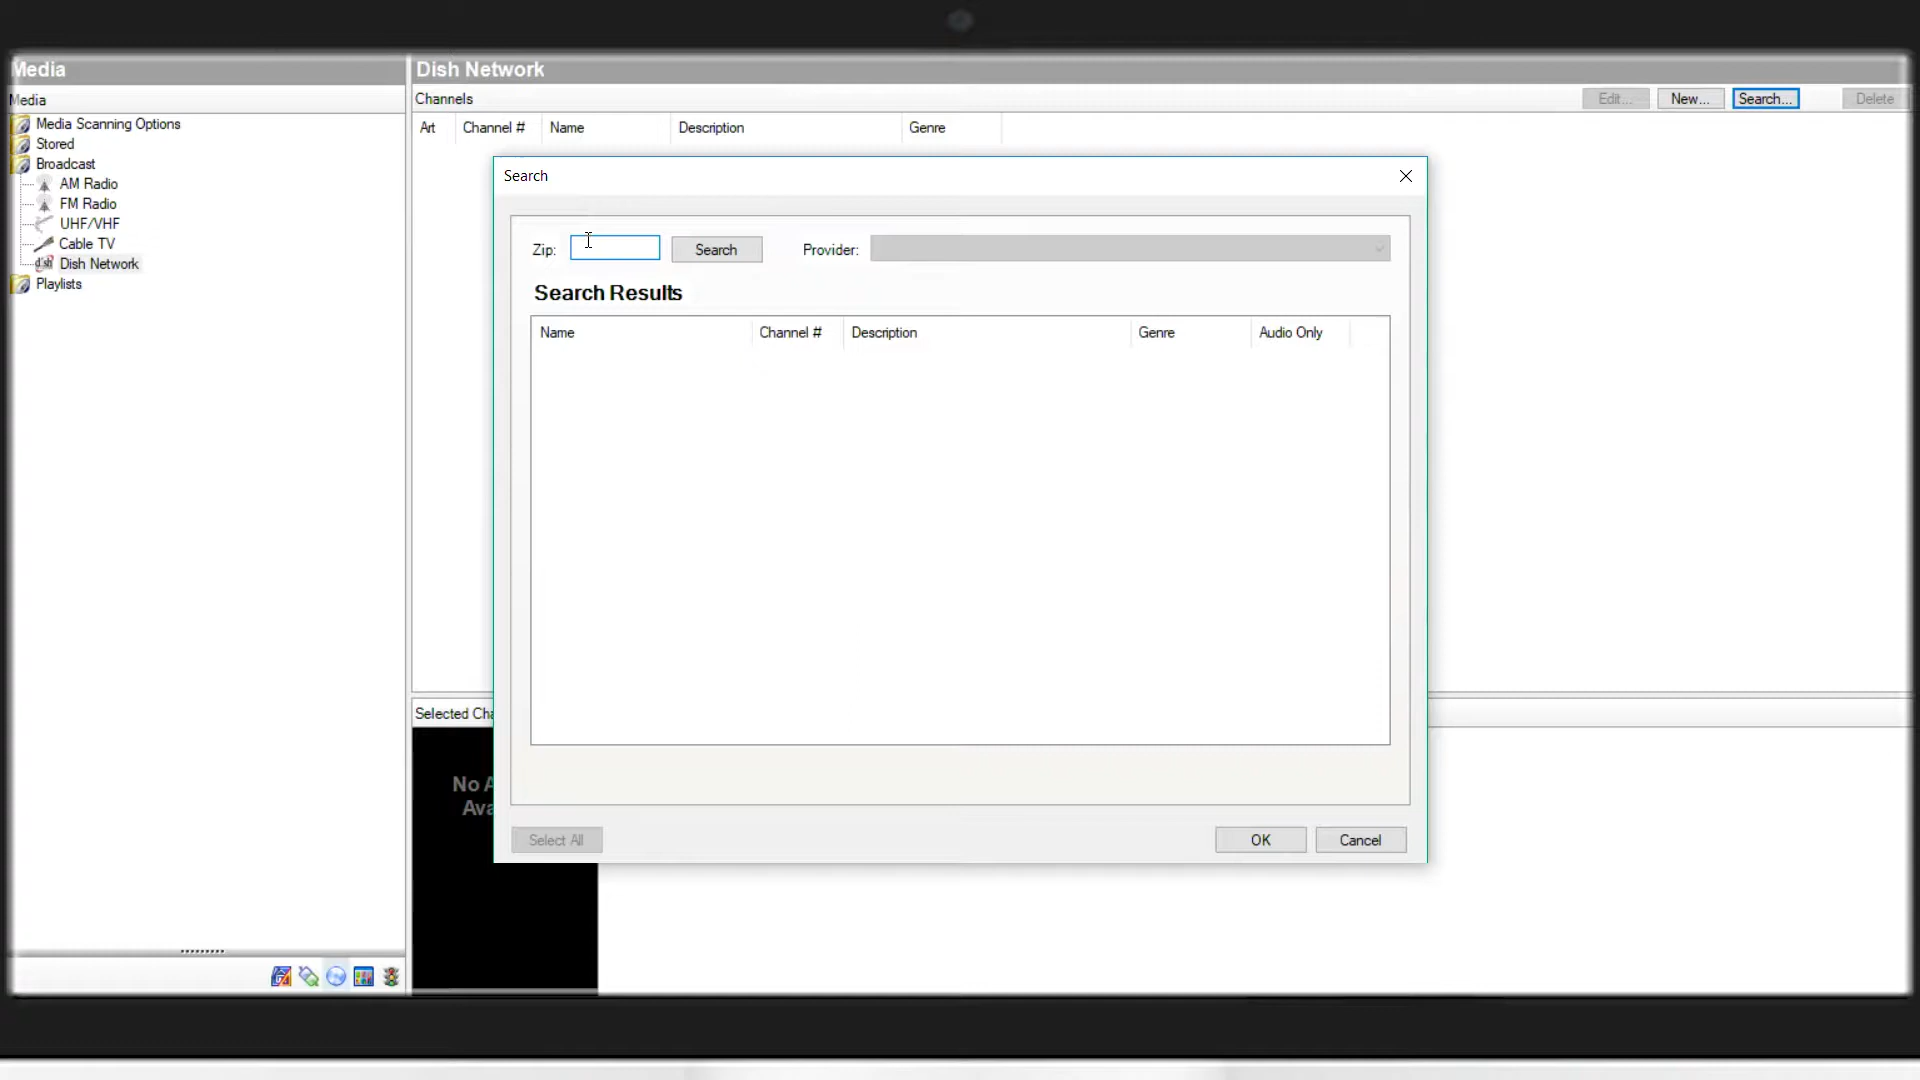 Media
Media
Media Scanning Options
Stored
Broadcast
AM Radio
FM Radio
UHF/VHF
Cable TV
dish Dish Network
Playlists
Dish Network
Channels
Edit... New... Search... Delete
Art Channel # Name Description Genre
Search
Zip: Search Provider:
Search Results
Name Channel # Description Genre Audio Only
Select All OK Cancel
Selected Cha
No A
Ava